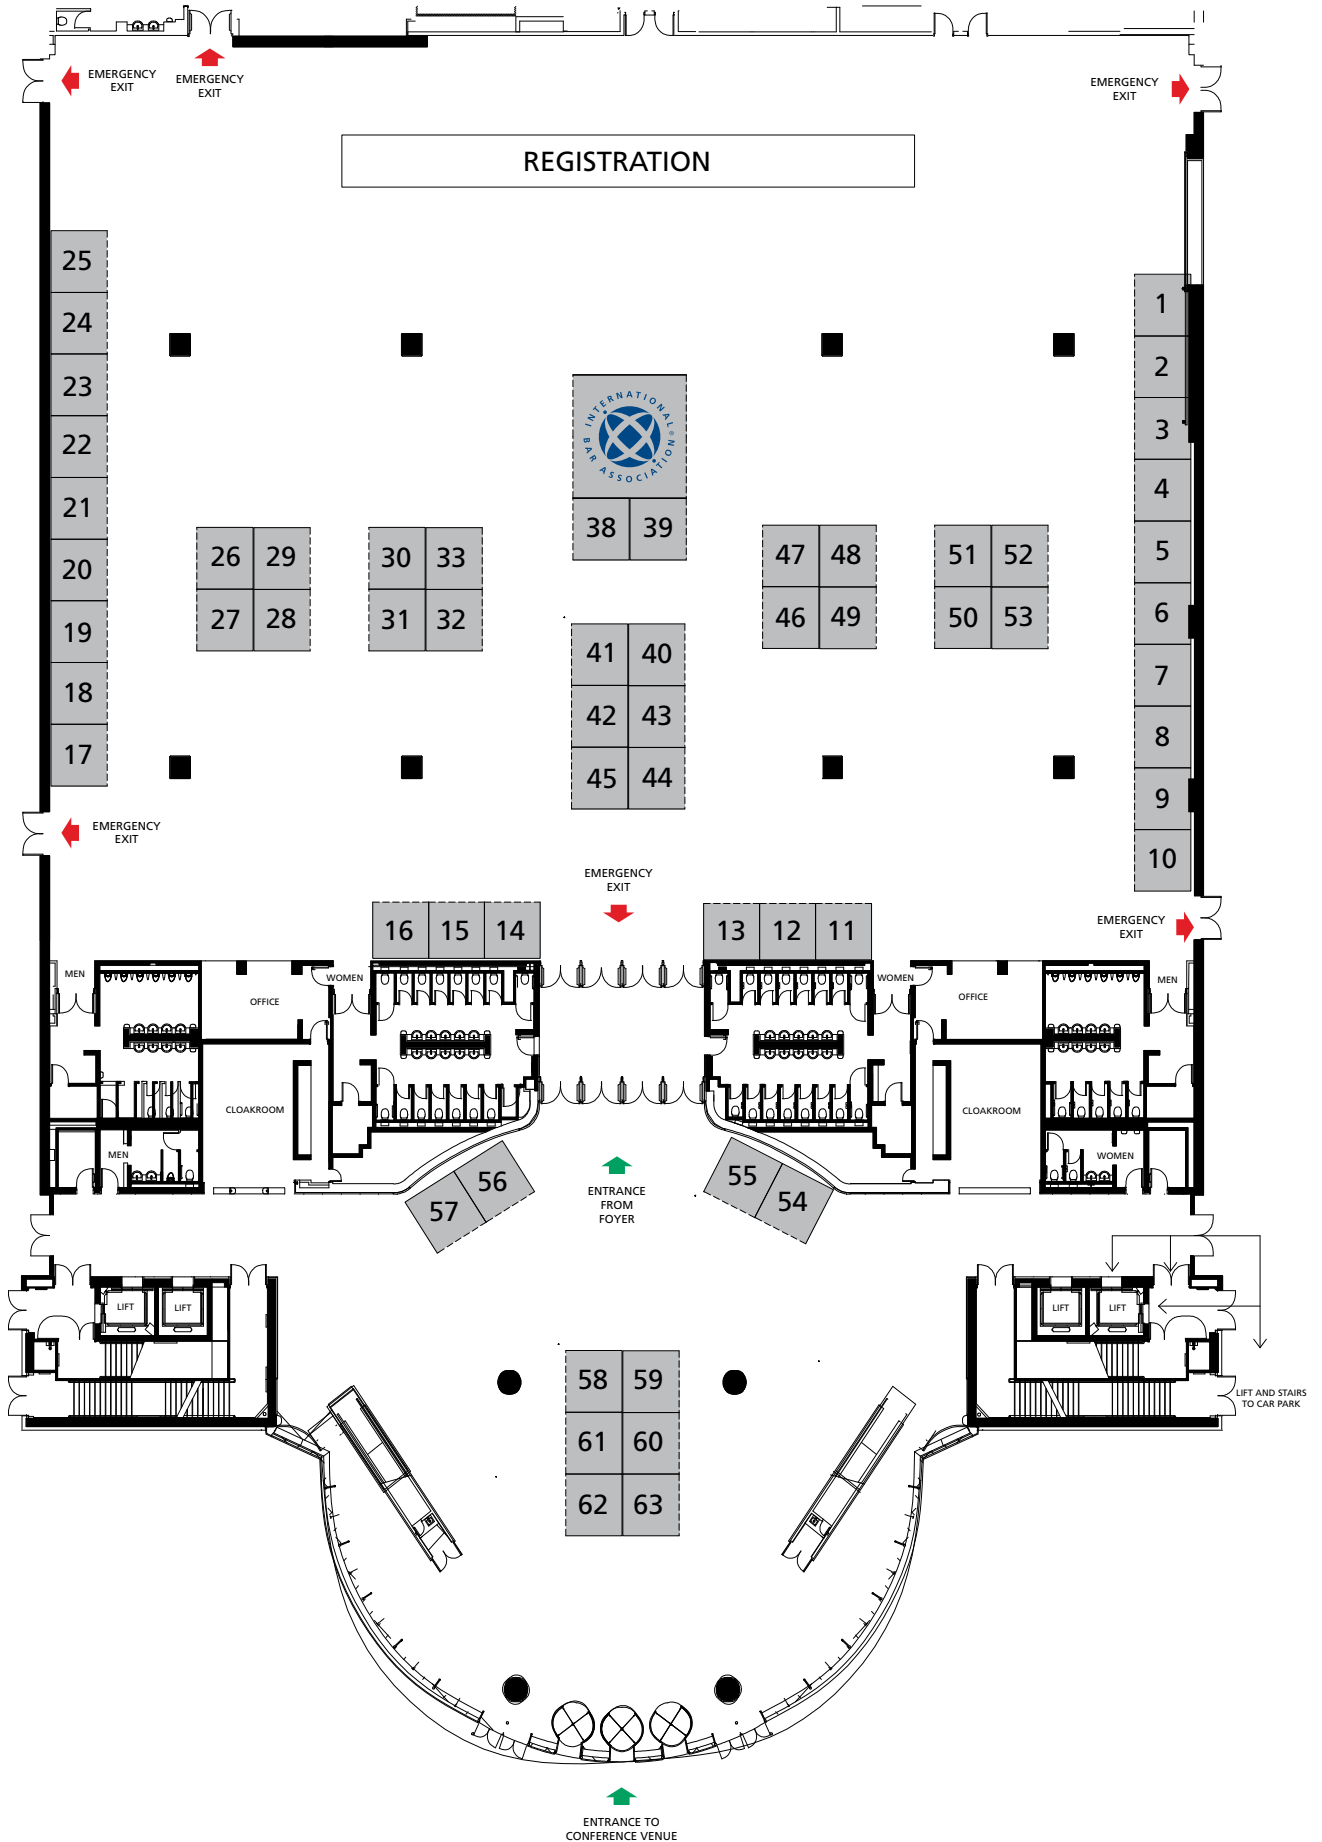 EMERGENCY
EXIT
EMERGENCY
EXIT
EMERGENCY
EXIT
REGISTRATION
25
24
23
22
21
20
19
18
17
1
2
3
4
5
6
7
8
9
10
INTERNATIONAL®
BAR ASSOCIATION
38 39
26 29
27 28
30 33
31 32
47 48
46 49
51 52
50 53
41 40
42 43
45 44
EMERGENCY
EXIT
EMERGENCY
EXIT
EMERGENCY
EXIT
16 15 14
13 12 11
MEN
OFFICE
WOMEN
WOMEN
OFFICE
MEN
CLOAKROOM
CLOAKROOM
MEN
WOMEN
57 56
ENTRANCE
FROM
FOYER
55 54
LIFT LIFT
LIFT LIFT
LIFT AND STAIRS
TO CAR PARK
58 59
61 60
62 63
ENTRANCE TO
CONFERENCE VENUE